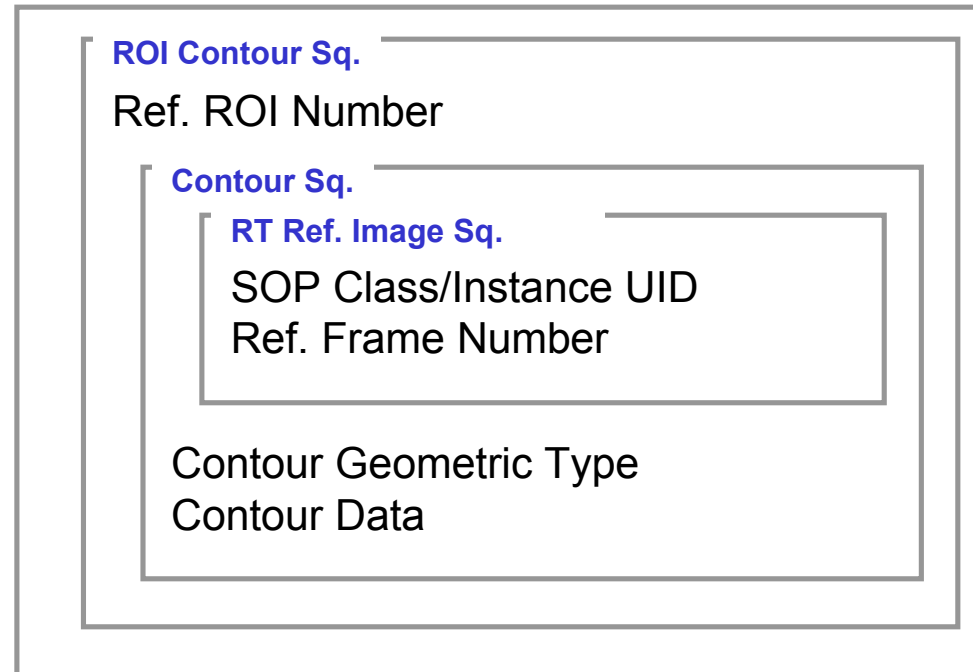 ROI Contour Sq.
Ref. ROI Number
Contour Sq.
RT Ref. Image Sq.
SOP Class/Instance UID
Ref. Frame Number
Contour Geometric Type
Contour Data